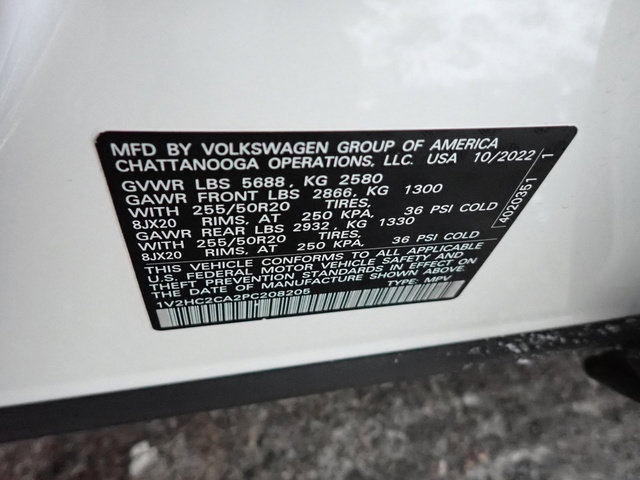 MFD BY VOLKSWAGEN GROUP OF AMERICA
CHATTANOOGA OPERATIONS, LLC. USA 10/2022
GVWR LBS 5688, KG 2580
GAWR FRONT LBS 2866, KG 1300
WITH 255/50R20 TIRES,
8JX20 RIMS, AT 250 KPA, 36 PSI COLD
GAWR REAR LBS 2932, KG 1330
WITH 255/50R20 TIRES,
8JX20 RIMS, AT 250 KPA, 36 PSI COLD
THIS VEHICLE CONFORMS TO ALL APPLICABLE
U.S. FEDERAL MOTOR VEHICLE SAFETY AND
THEFT PREVENTION STANDARDS IN EFFECT ON
THE DATE OF MANUFACTURE SHOWN ABOVE.
1V2HC2CA2PC208205 TYPE: MPV
4020361 1